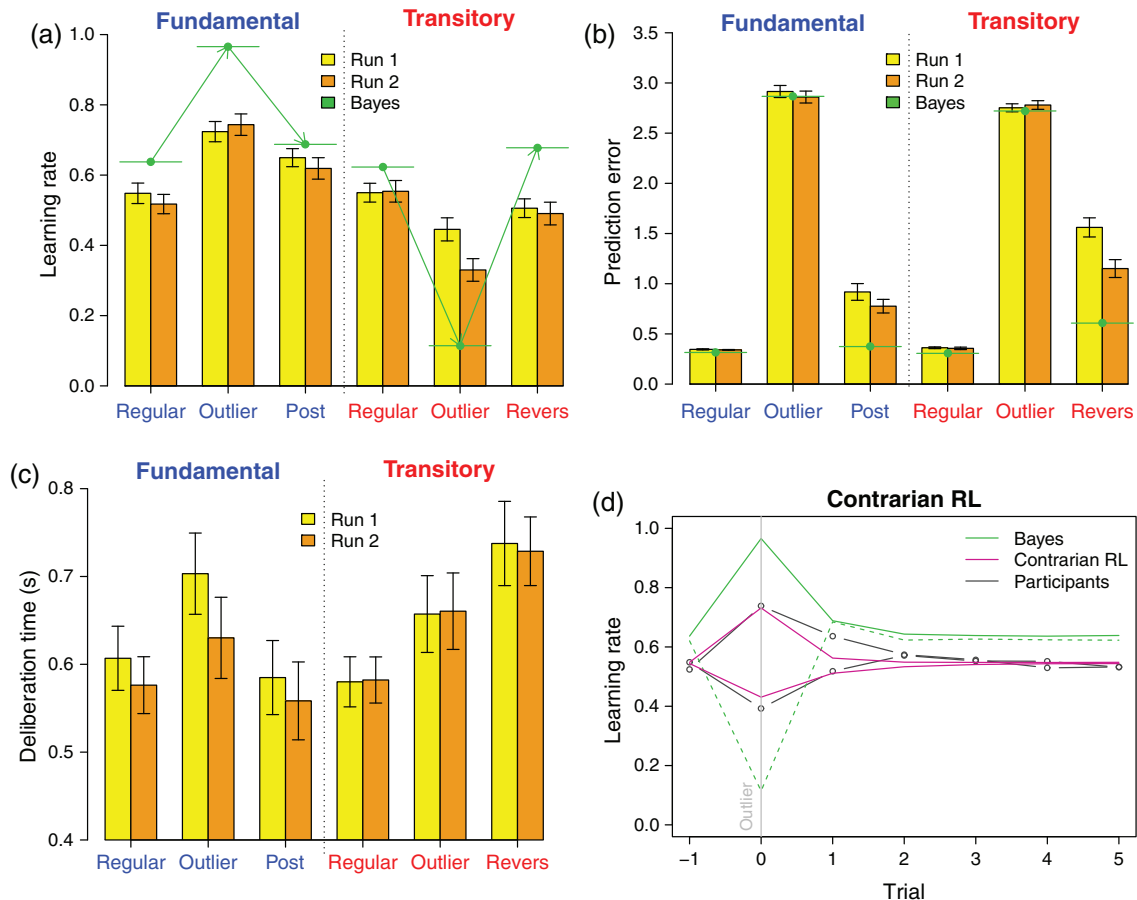 (a)
Fundamental
Transitory
Learning rate
1.0
0.8
0.6
0.4
0.2
0.0
Run 1
Run 2
Bayes
Regular Outlier Post Regular Outlier Revers
(b)
Fundamental
Transitory
Prediction error
3.5
3.0
2.5
2.0
1.5
1.0
0.5
0.0
Run 1
Run 2
Bayes
Regular Outlier Post Regular Outlier Revers
(c)
Fundamental
Transitory
Deliberation time (s)
0.8
0.7
0.6
0.5
0.4
Run 1
Run 2
Regular Outlier Post Regular Outlier Revers
(d)
Contrarian RL
Learning rate
1.0
0.8
0.6
0.4
0.2
0.0
Bayes
Contrarian RL
Participants
Outlier
−1 0 1 2 3 4 5
Trial